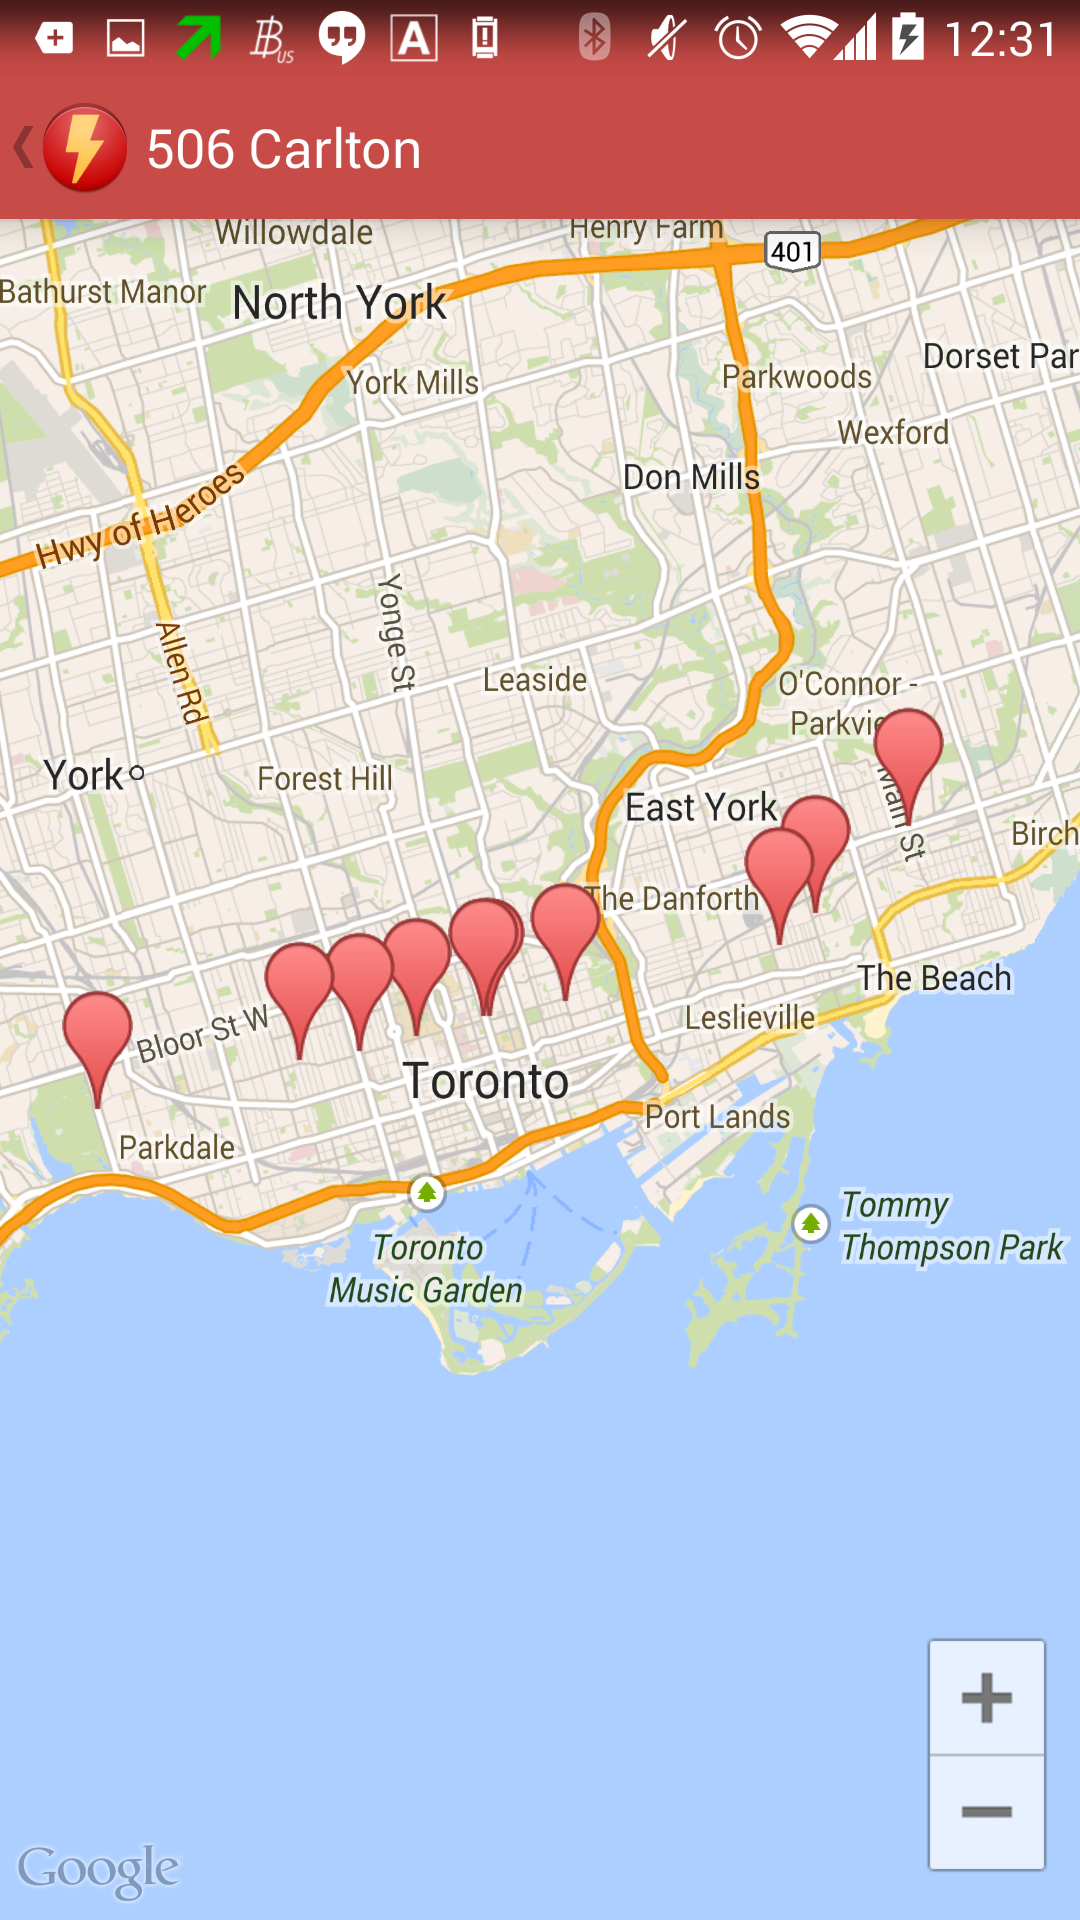 12:31
506 Carlton
Willowdale
Henry Farm
401
Bathurst Manor
North York
Dorset Par
York Mills
Parkwoods
Wexford
Don Mills
Hwy of Heroes
Yonge St
Allen Rd
Leaside
O'Connor -
Parkvie
York
Forest Hill
Main St
East York
Birch
The Danforth
The Beach
Bloor St W
Leslieville
Toronto
Port Lands
Parkdale
Tommy
Thompson Park
Toronto
Music Garden
Google